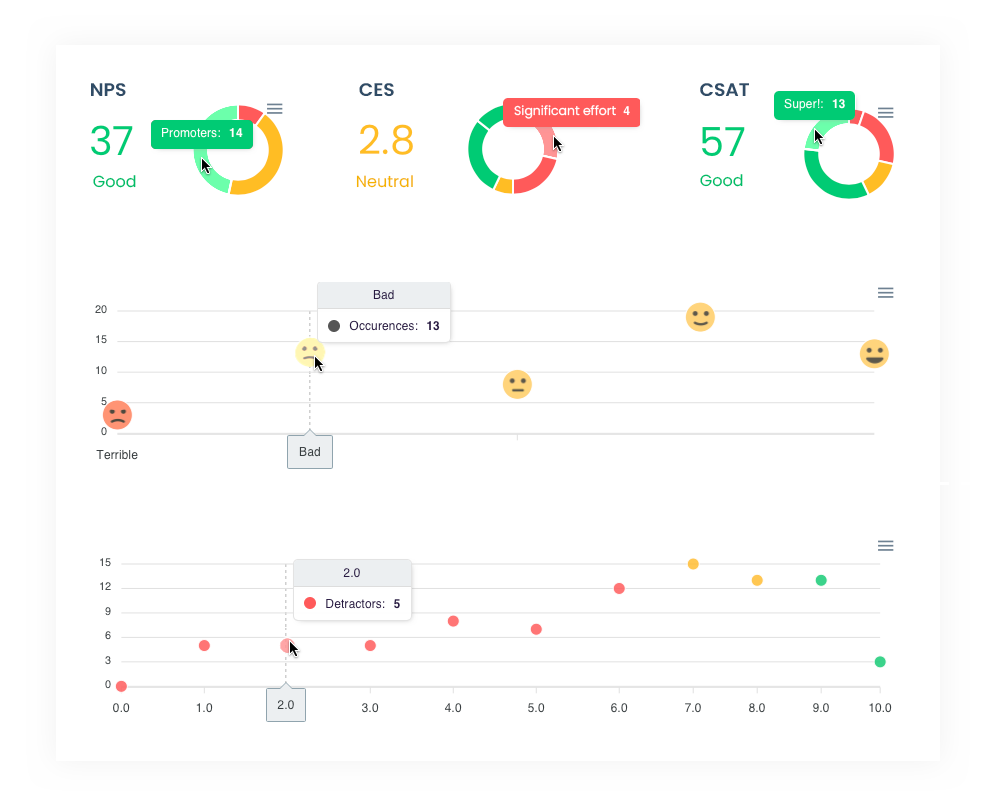 NPS
37
Good
Promoters: 14
CES
2.8
Neutral
Significant effort 4
CSAT
57
Good
Super!: 13
20
15
10
5
0
Bad
Occurences: 13
Terrible
Bad
15
12
9
6
3
0
2.0
Detractors: 5
0.0 1.0 2.0 3.0 4.0 5.0 6.0 7.0 8.0 9.0 10.0